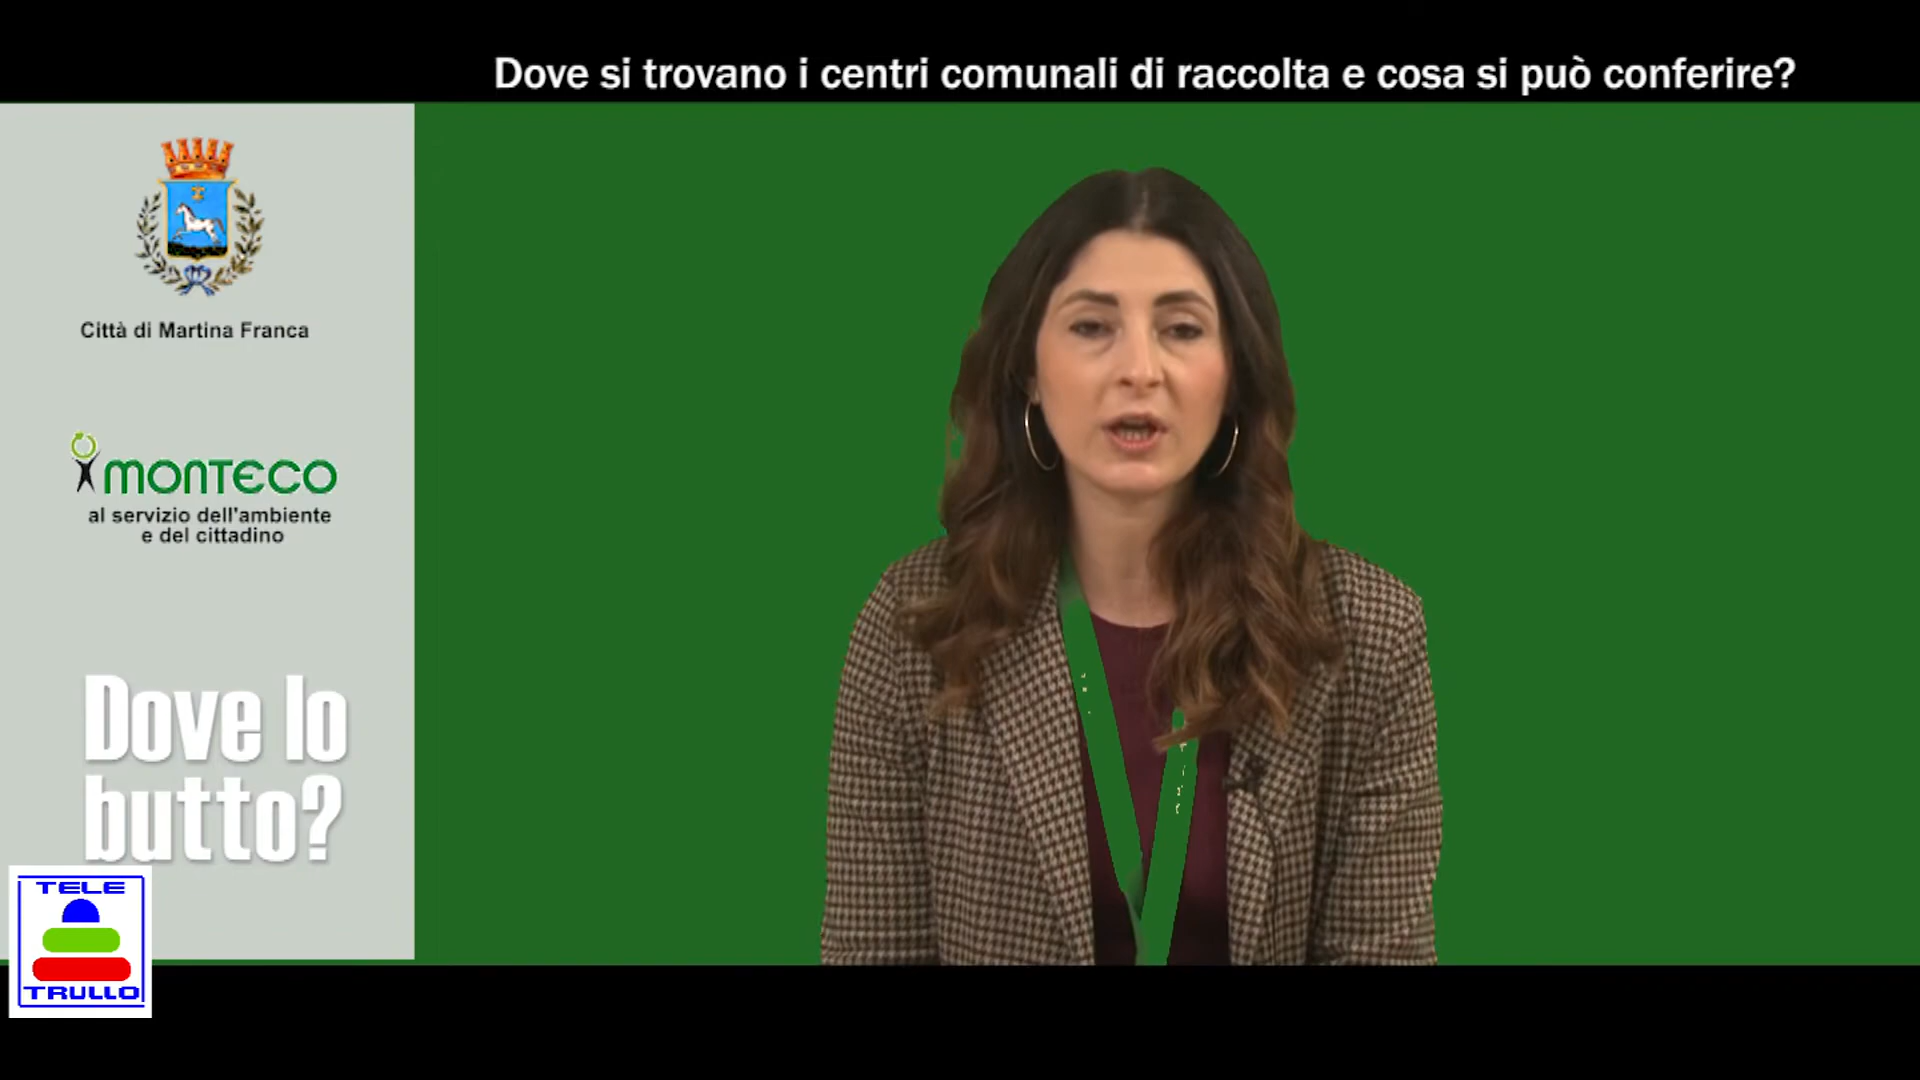 Dove si trovano i centri comunali di raccolta e cosa si può conferire?
Città di Martina Franca
MONTECO
al servizio dell'ambiente
e del cittadino
Dove lo
butto?
TELE
TRULLO